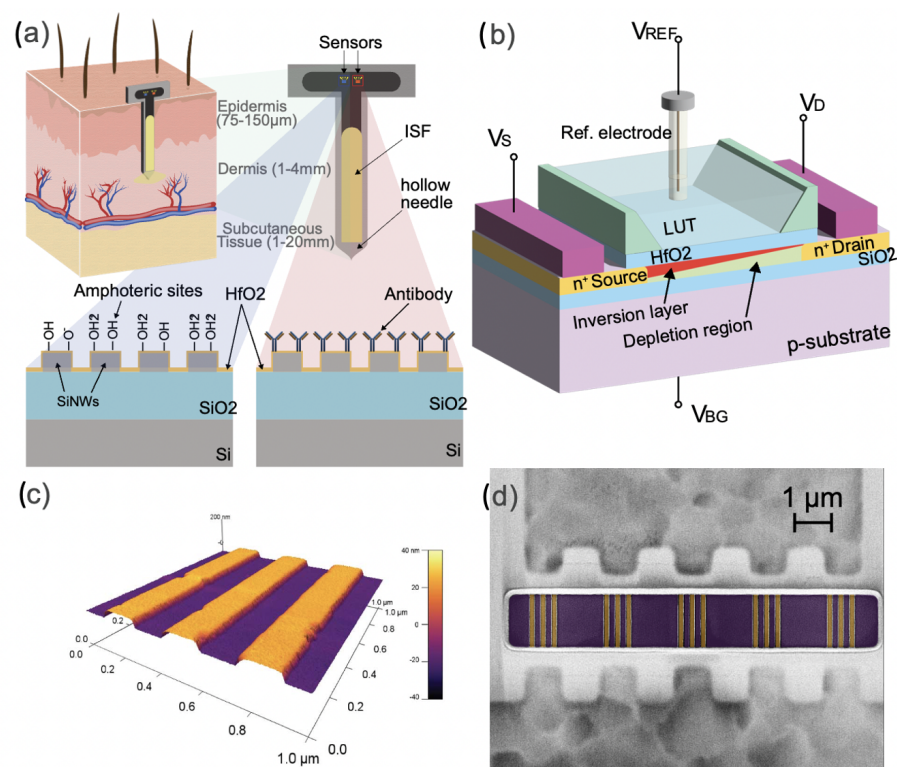 (a)
Sensors
Epidermis
(75-150µm)
ISF
Dermis (1-4mm)
hollow
needle
Subcutaneous
Tissue (1-20mm)
Amphoteric sites
HfO2
Antibody
OH
O-
OH2
OH
OH2
OH
OH2
OH2
SiNWs
SiO2
Si
SiO2
Si
(b)
VREF
VD
Ref. electrode
VS
LUT
HfO2
n+ Drain
SiO2
n+ Source
Inversion layer
Depletion region
p-substrate
VBG
(c)
200 nm
-0
40 nm
20
0
-20
-40
1.0 µm
1.0 µm
0.8
0.6
0.4
0.2
0.0
0.2
0.0
0.2
0.4
0.6
0.8
1.0 µm
0.0
(d)
1 µm